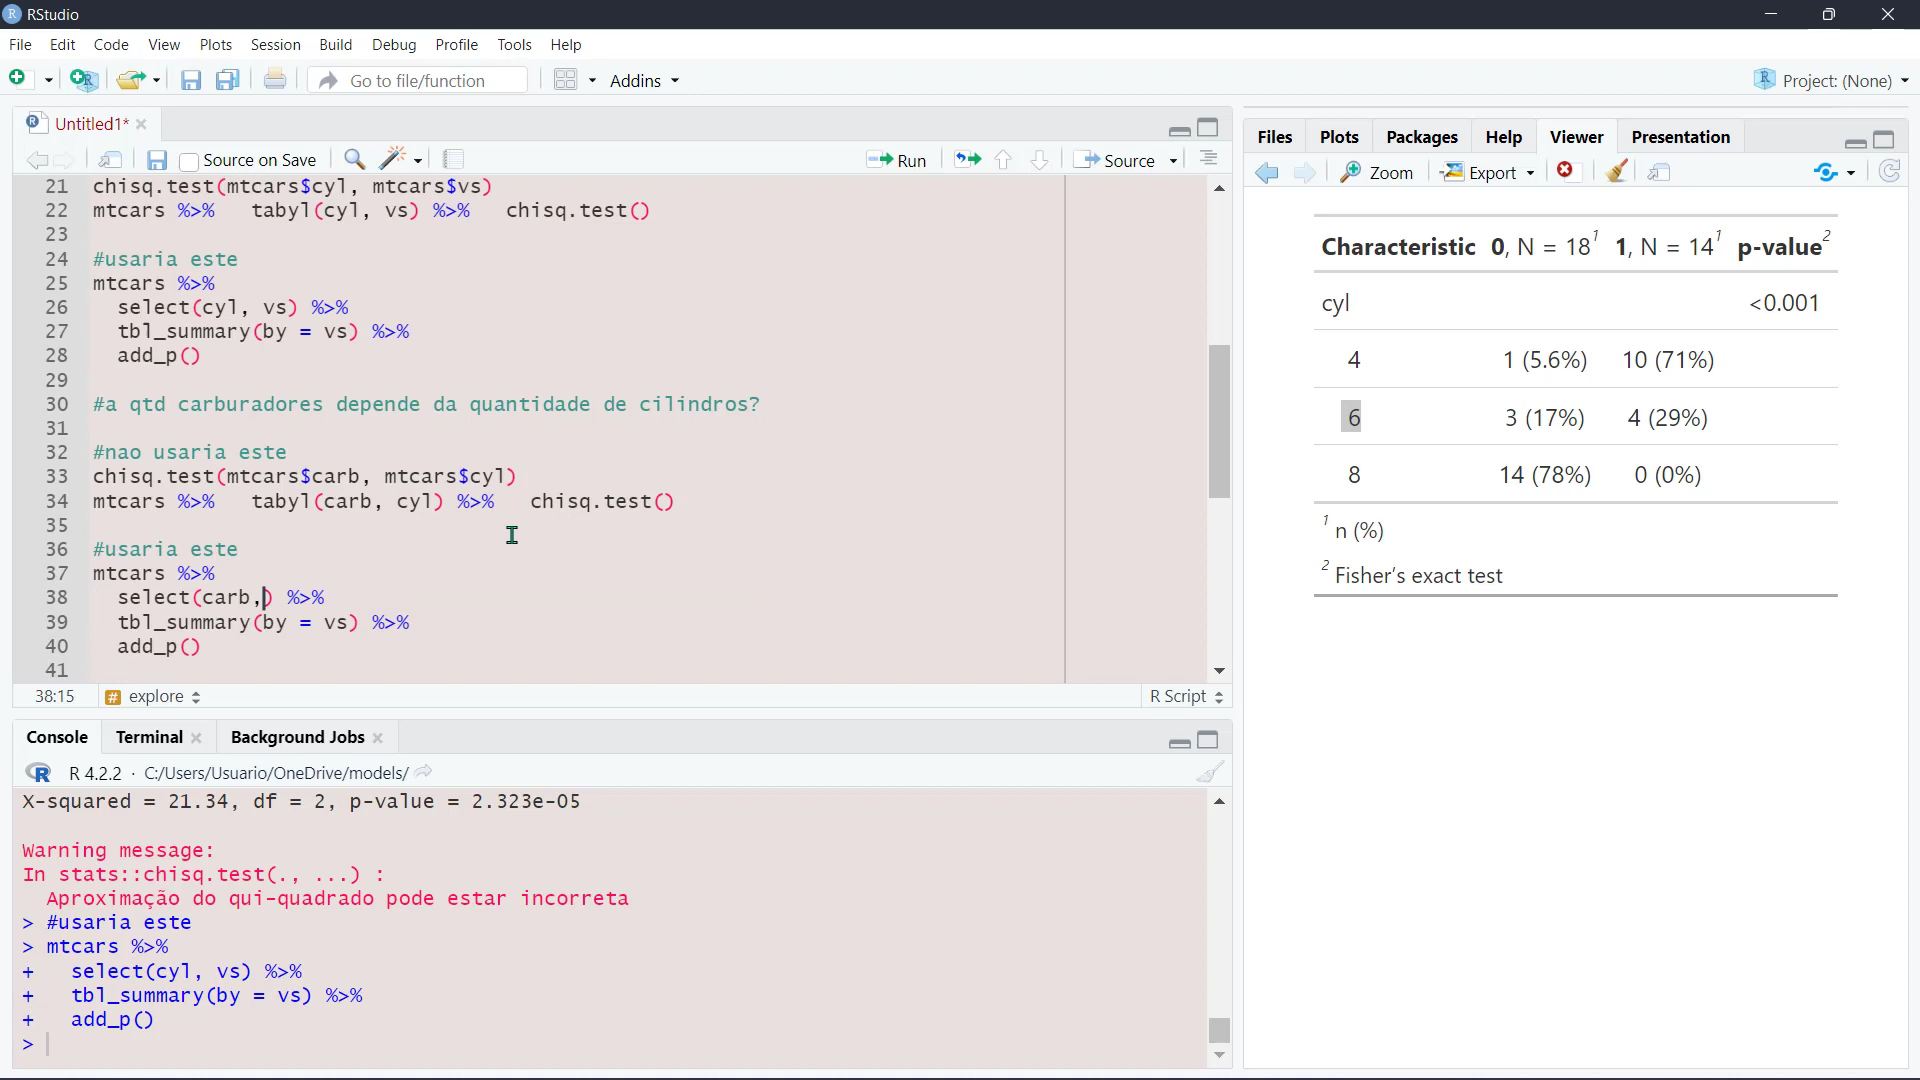 RStudio
File Edit Code View Plots Session Build Debug Profile Tools Help
Go to file/function Addins Project: (None)
Untitled1*
Source on Save Run Source
21 chisq.test(mtcars$cyl, mtcars$vs)
22 mtcars %>% tabyl(cyl, vs) %>% chisq.test()
23
24 #usaria este
25 mtcars %>%
26 select(cyl, vs) %>%
27 tbl_summary(by = vs) %>%
28 add_p()
29
30 #a qtd carburadores depende da quantidade de cilindros?
31
32 #nao usaria este
33 chisq.test(mtcars$carb, mtcars$cyl)
34 mtcars %>% tabyl(carb, cyl) %>% chisq.test()
35
36 #usaria este
37 mtcars %>%
38 select(carb,) %>%
39 tbl_summary(by = vs) %>%
40 add_p()
41
38:15 # explore R Script
Console Terminal Background Jobs
R R 4.2.2 · C:/Users/Usuario/OneDrive/models/
X-squared = 21.34, df = 2, p-value = 2.323e-05
Warning message:
In stats::chisq.test(., ...) :
Aproximação do qui-quadrado pode estar incorreta
> #usaria este
> mtcars %>%
+ select(cyl, vs) %>%
+ tbl_summary(by = vs) %>%
+ add_p()
>
Files Plots Packages Help Viewer Presentation
Zoom Export
Characteristic 0, N = 18¹ 1, N = 14¹ p-value²
cyl <0.001
4 1 (5.6%) 10 (71%)
6 3 (17%) 4 (29%)
8 14 (78%) 0 (0%)
¹ n (%)
² Fisher's exact test